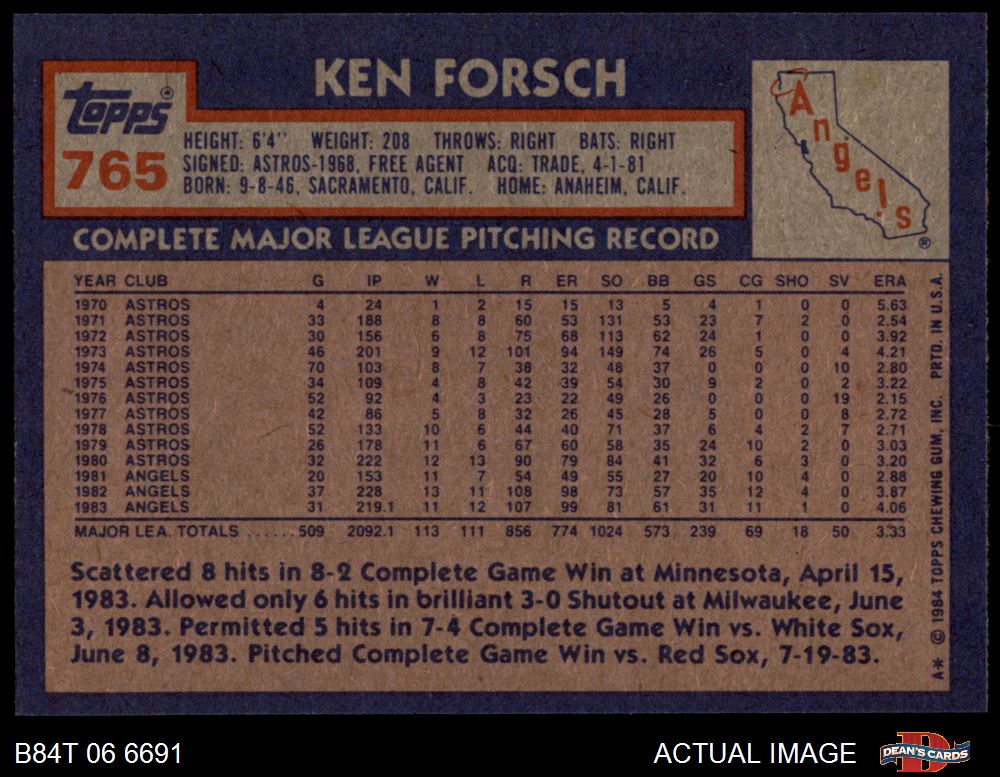 KEN FORSCH
topps®
765
HEIGHT: 6'4" WEIGHT: 208 THROWS: RIGHT BATS: RIGHT
SIGNED: ASTROS-1968, FREE AGENT ACQ: TRADE, 4-1-81
BORN: 9-8-46, SACRAMENTO, CALIF. HOME: ANAHEIM, CALIF.
Angels ®
COMPLETE MAJOR LEAGUE PITCHING RECORD
YEAR CLUB G IP W L R ER SO BB GS CG SHO SV ERA
1970 ASTROS 4 24 1 2 15 15 13 5 4 1 0 0 5.63
1971 ASTROS 33 188 8 8 60 53 131 53 23 7 2 0 2.54
1972 ASTROS 30 156 6 8 75 68 113 62 24 1 0 0 3.92
1973 ASTROS 46 201 9 12 101 94 149 74 26 5 0 4 4.21
1974 ASTROS 70 103 8 7 38 32 48 37 0 0 0 10 2.80
1975 ASTROS 34 109 4 8 42 39 54 30 9 2 0 2 3.22
1976 ASTROS 52 92 4 3 23 22 49 26 0 0 0 19 2.15
1977 ASTROS 42 86 5 8 32 26 45 28 5 0 0 8 2.72
1978 ASTROS 52 133 10 6 44 40 71 37 6 4 2 7 2.71
1979 ASTROS 26 178 11 6 67 60 58 35 24 10 2 0 3.03
1980 ASTROS 32 222 12 13 90 79 84 41 32 6 3 0 3.20
1981 ANGELS 20 153 11 7 54 49 55 27 20 10 4 0 2.88
1982 ANGELS 37 228 13 11 108 98 73 57 35 12 4 0 3.87
1983 ANGELS 31 219.1 11 12 107 99 81 61 31 11 1 0 4.06
MAJOR LEA. TOTALS ...... 509 2092.1 113 111 856 774 1024 573 239 69 18 50 3.33
Scattered 8 hits in 8-2 Complete Game Win at Minnesota, April 15,
1983. Allowed only 6 hits in brilliant 3-0 Shutout at Milwaukee, June
3, 1983. Permitted 5 hits in 7-4 Complete Game Win vs. White Sox,
June 8, 1983. Pitched Complete Game Win vs. Red Sox, 7-19-83.
A* © 1984 TOPPS CHEWING GUM, INC. PRTD. IN U.S.A.
B84T 06 6691
ACTUAL IMAGE
DEAN'S CARDS